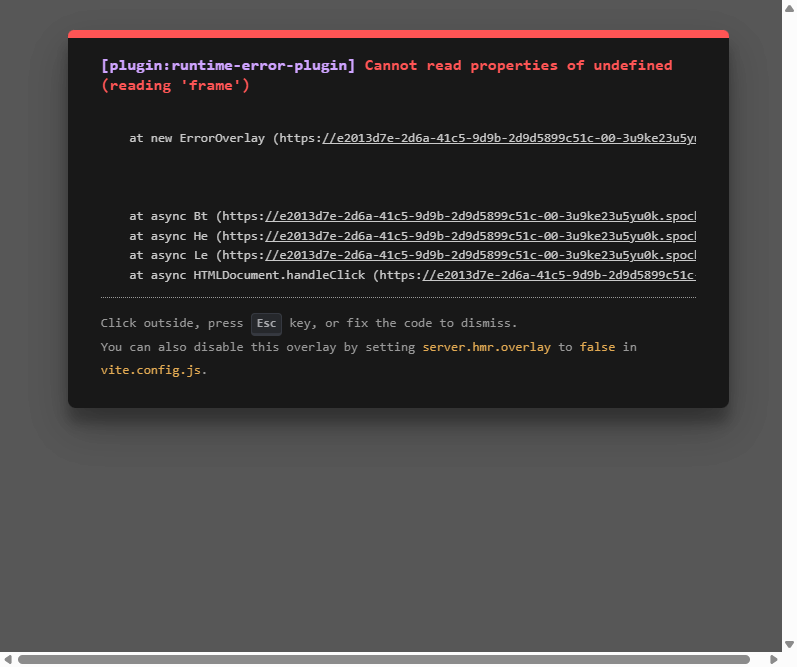 [plugin:runtime-error-plugin] Cannot read properties of undefined
(reading 'frame')
at new ErrorOverlay (https://e2013d7e-2d6a-41c5-9d9b-2d9d5899c51c-00-3u9ke23u5yu
at async Bt (https://e2013d7e-2d6a-41c5-9d9b-2d9d5899c51c-00-3u9ke23u5yu0k.spock
at async He (https://e2013d7e-2d6a-41c5-9d9b-2d9d5899c51c-00-3u9ke23u5yu0k.spock
at async Le (https://e2013d7e-2d6a-41c5-9d9b-2d9d5899c51c-00-3u9ke23u5yu0k.spock
at async HTMLDocument.handleClick (https://e2013d7e-2d6a-41c5-9d9b-2d9d5899c51c-
Click outside, press Esc key, or fix the code to dismiss.
You can also disable this overlay by setting server.hmr.overlay to false in
vite.config.js.